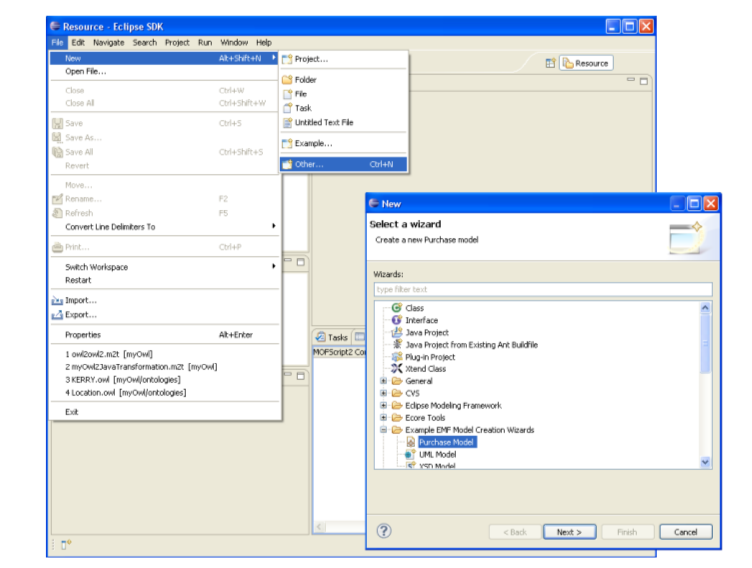 Resource - Eclipse SDK
File Edit Navigate Search Project Run Window Help
New Alt+Shift+N
Open File...
Close Ctrl+W
Close All Ctrl+Shift+W
Save Ctrl+S
Save As...
Save All Ctrl+Shift+S
Revert
Move...
Rename... F2
Refresh F5
Convert Line Delimiters To
Print... Ctrl+P
Switch Workspace
Restart
Import...
Export...
Properties Alt+Enter
1 owl2owl2.m2t [myOwl]
2 myOwl2JavaTransformation.m2t [myOwl]
3 KERRY.owl [myOwl/ontologies]
4 Location.owl [myOwl/ontologies]
Exit
Project...
Folder
File
Task
Untitled Text File
Example...
Other... Ctrl+N
Resource
Tasks
MOFScript2 Co
New
Select a wizard
Create a new Purchase model
Wizards:
type filter text
Class
Interface
Java Project
Java Project from Existing Ant Buildfile
Plug-in Project
Xtend Class
General
CVS
Eclipse Modeling Framework
Ecore Tools
Example EMF Model Creation Wizards
Purchase Model
UML Model
XSD Model
? < Back Next > Finish Cancel